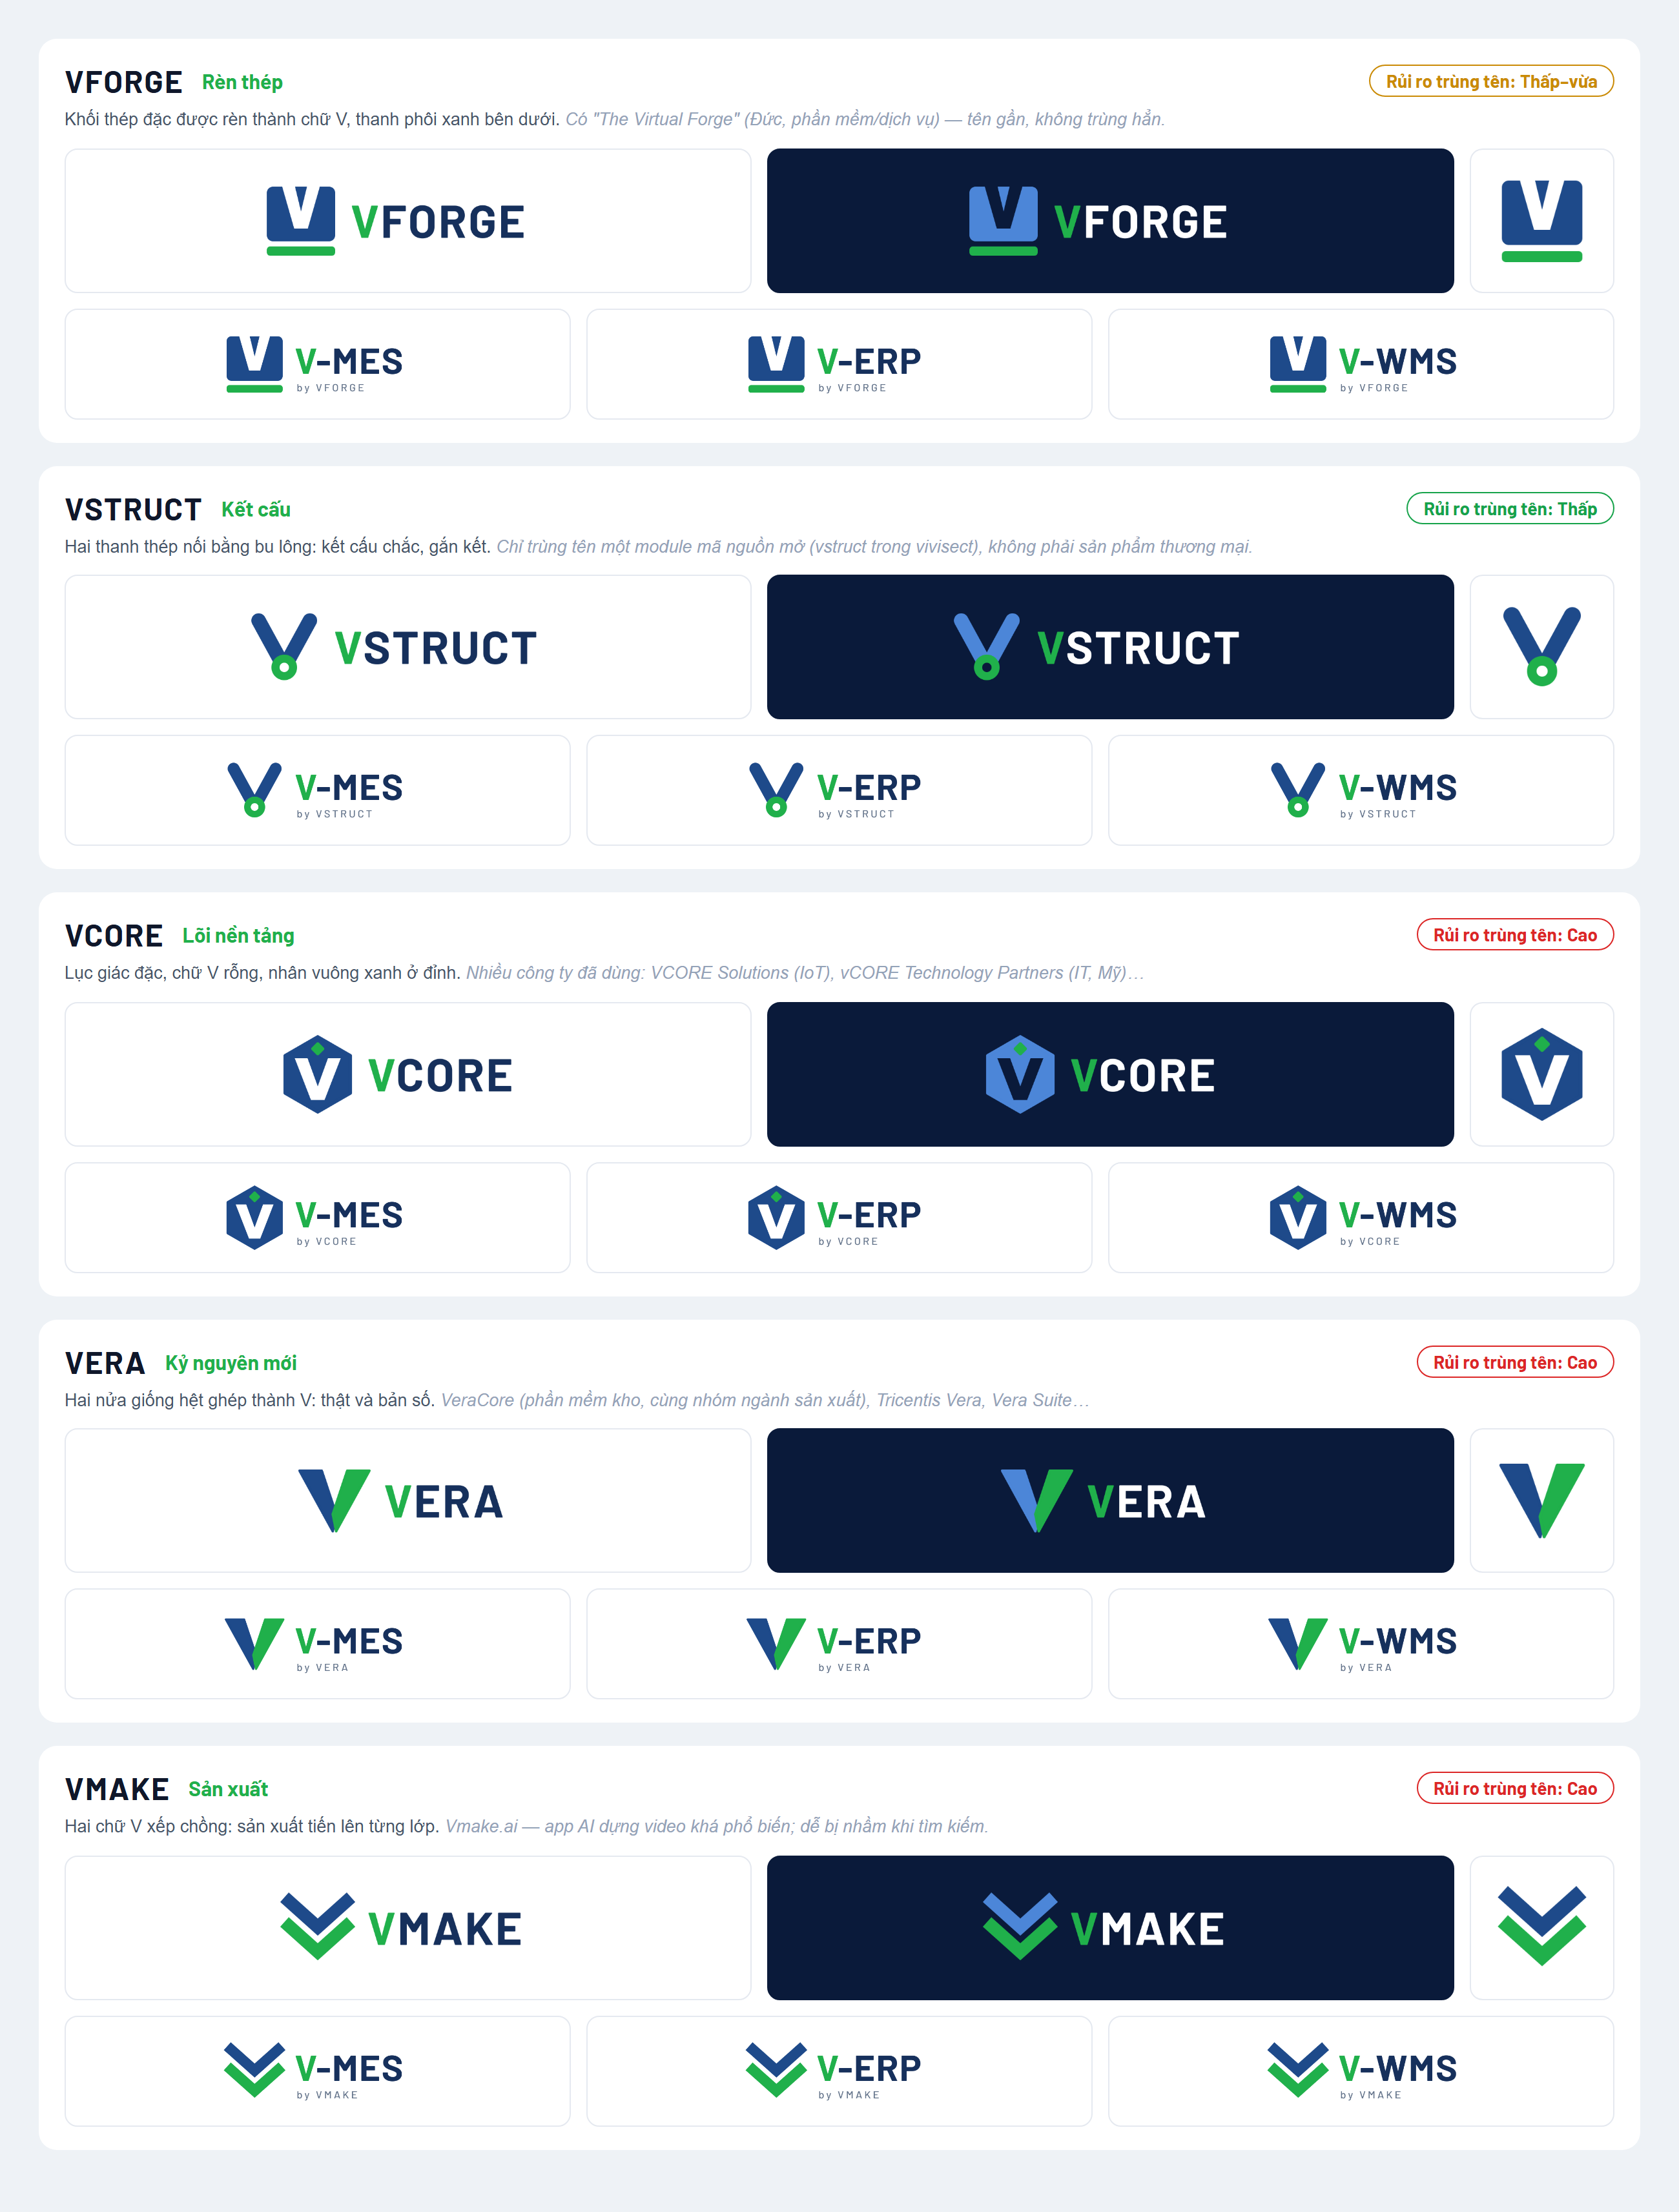 VFORGE Rèn thép Rủi ro trùng tên: Thấp–vừa
Khối thép đặc được rèn thành chữ V, thanh phôi xanh bên dưới. Có "The Virtual Forge" (Đức, phần mềm/dịch vụ) — tên gần, không trùng hẳn.
VFORGE VFORGE
V-MES V-ERP V-WMS
by VFORGE by VFORGE by VFORGE
VSTRUCT Kết cấu Rủi ro trùng tên: Thấp
Hai thanh thép nối bằng bu lông: kết cấu chắc, gắn kết. Chỉ trùng tên một module mã nguồn mở (vstruct trong vivisect), không phải sản phẩm thương mại.
VSTRUCT VSTRUCT
V-MES V-ERP V-WMS
by VSTRUCT by VSTRUCT by VSTRUCT
VCORE Lõi nền tảng Rủi ro trùng tên: Cao
Lục giác đặc, chữ V rỗng, nhân vuông xanh ở đỉnh. Nhiều công ty đã dùng: VCORE Solutions (IoT), vCORE Technology Partners (IT, Mỹ)…
VCORE VCORE
V-MES V-ERP V-WMS
by VCORE by VCORE by VCORE
VERA Kỷ nguyên mới Rủi ro trùng tên: Cao
Hai nửa giống hệt ghép thành V: thật và bản số. VeraCore (phần mềm kho, cùng nhóm ngành sản xuất), Tricentis Vera, Vera Suite…
VERA VERA
V-MES V-ERP V-WMS
by VERA by VERA by VERA
VMAKE Sản xuất Rủi ro trùng tên: Cao
Hai chữ V xếp chồng: sản xuất tiến lên từng lớp. Vmake.ai — app AI dựng video khá phổ biến; dễ bị nhầm khi tìm kiếm.
VMAKE VMAKE
V-MES V-ERP V-WMS
by VMAKE by VMAKE by VMAKE